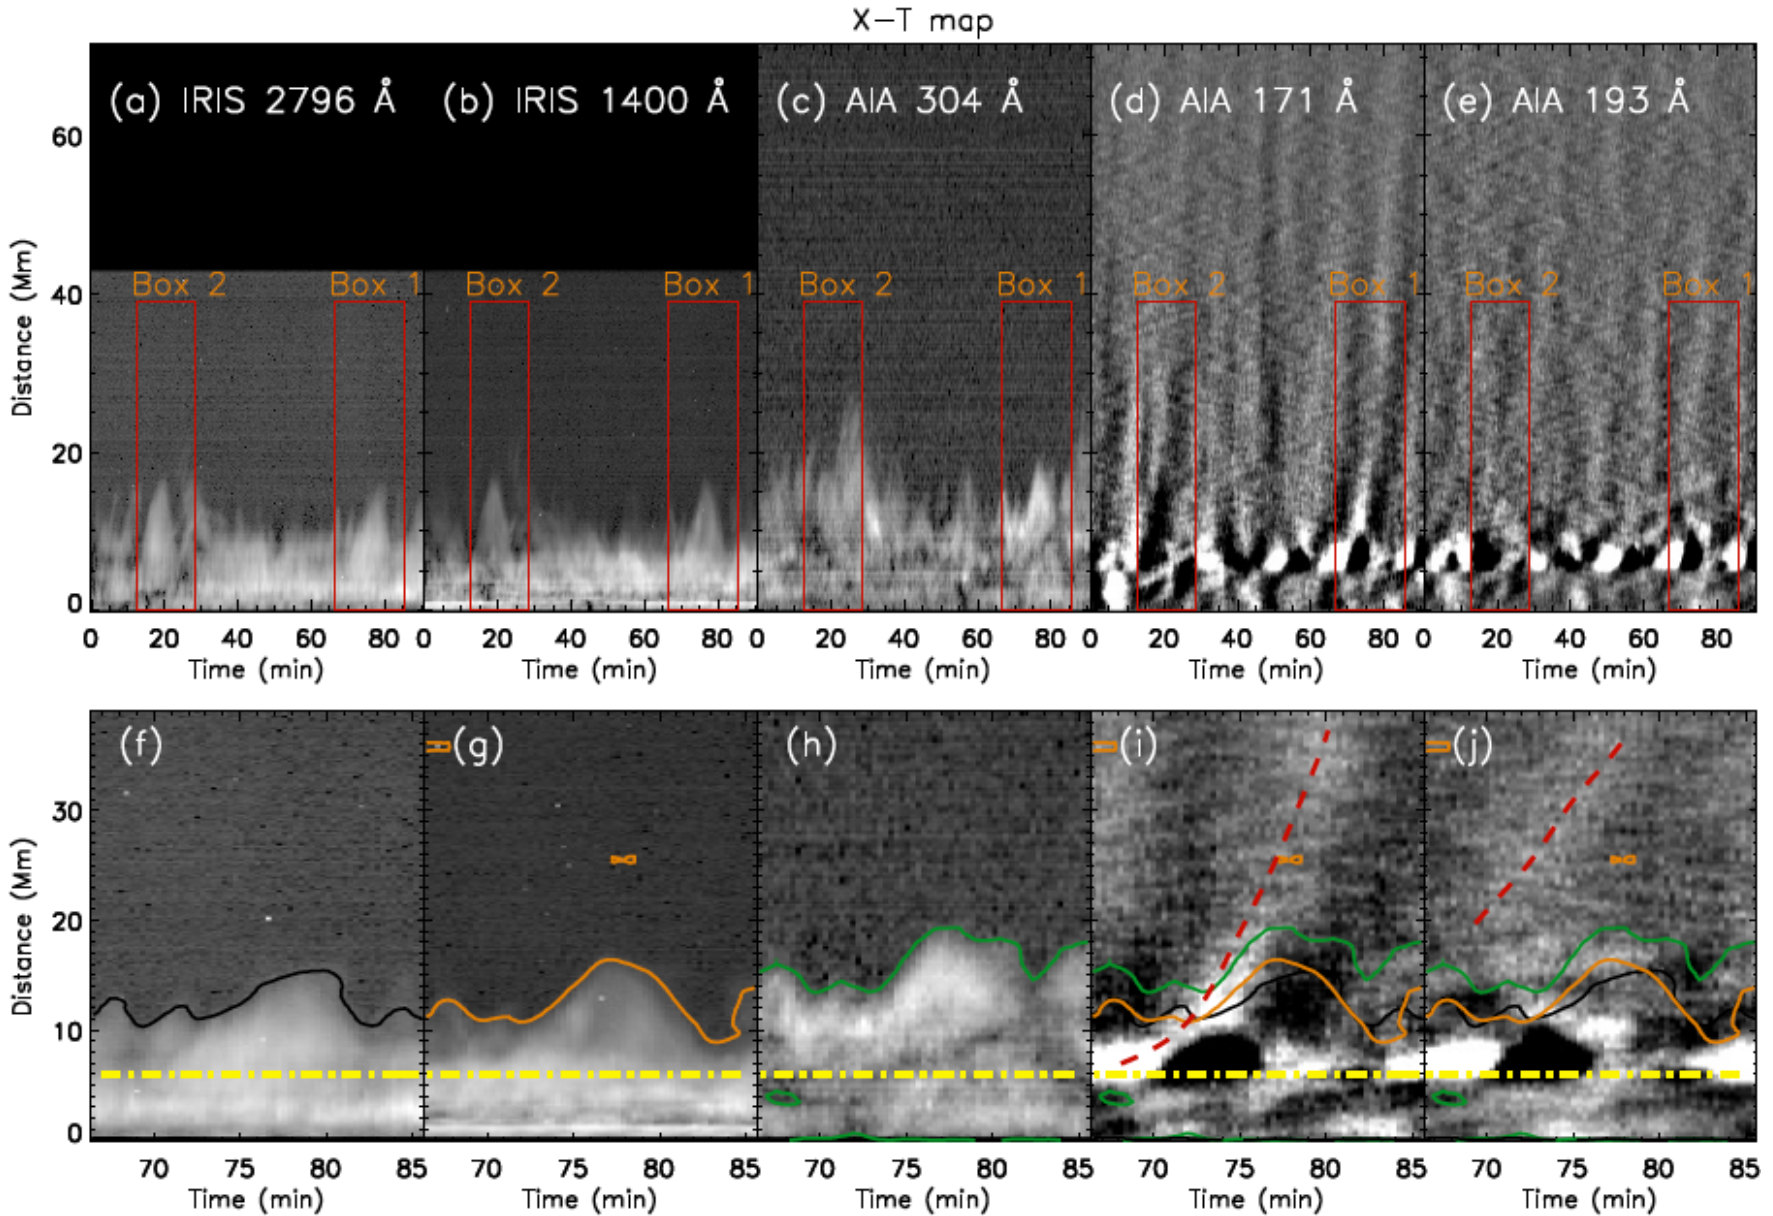 X-T map
(a) IRIS 2796 Å
(b) IRIS 1400 Å
(c) AIA 304 Å
(d) AIA 171 Å
(e) AIA 193 Å
Distance (Mm)
60
40
20
0
Box 2
Box 1
Box 2
Box 1
Box 2
Box 1
Box 2
Box 1
Box 2
Box 1
0 20 40 60 80
0 20 40 60 80
0 20 40 60 80
0 20 40 60 80
0 20 40 60 80
Time (min)
Time (min)
Time (min)
Time (min)
Time (min)
(f)
(g)
(h)
(i)
(j)
Distance (Mm)
30
20
10
0
70 75 80 85
70 75 80 85
70 75 80 85
70 75 80 85
70 75 80 85
Time (min)
Time (min)
Time (min)
Time (min)
Time (min)